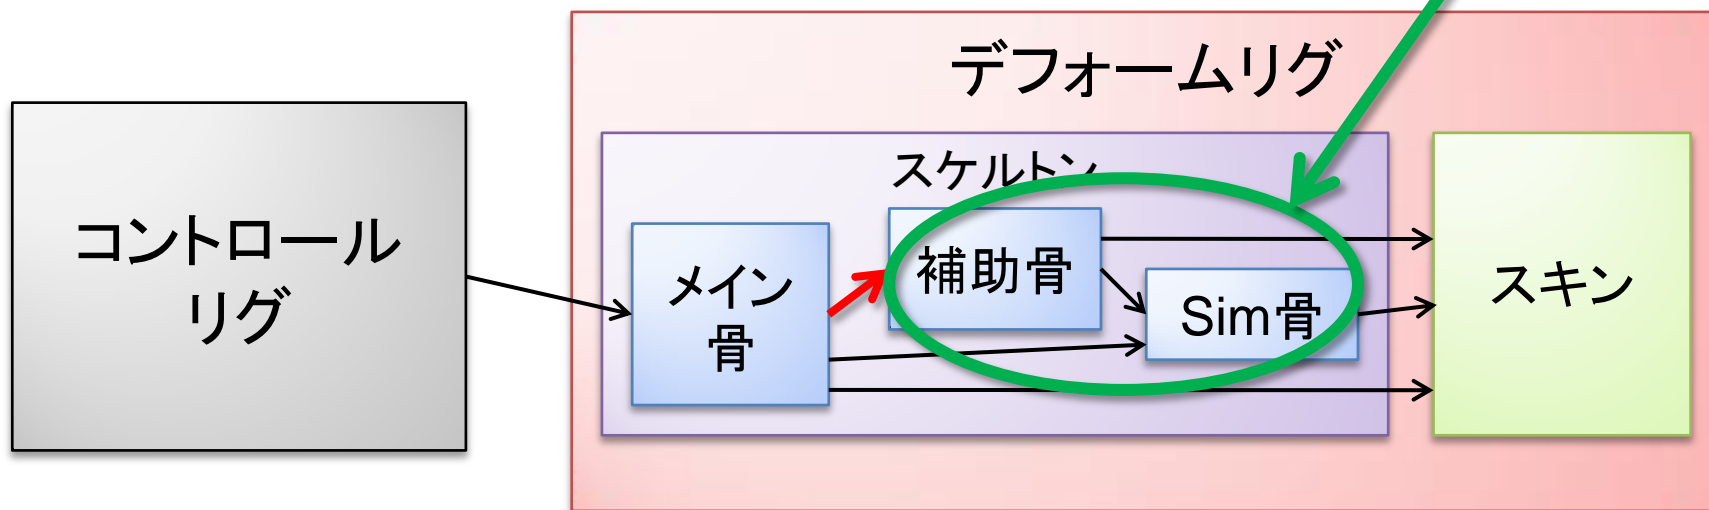 デフォームリグ
コントロール
リグ
スケルトン
メイン
骨
補助骨
Sim骨
スキン